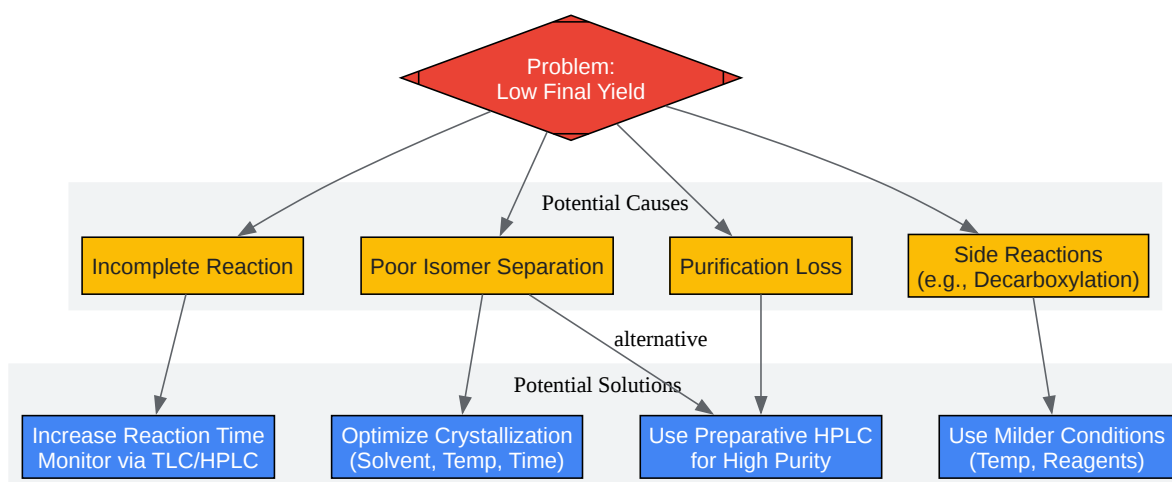 Problem:
Low Final Yield
Potential Causes
Incomplete Reaction
Poor Isomer Separation
Purification Loss
Side Reactions
(e.g., Decarboxylation)
alternative
Potential Solutions
Increase Reaction Time
Monitor via TLC/HPLC
Optimize Crystallization
(Solvent, Temp, Time)
Use Preparative HPLC
for High Purity
Use Milder Conditions
(Temp, Reagents)